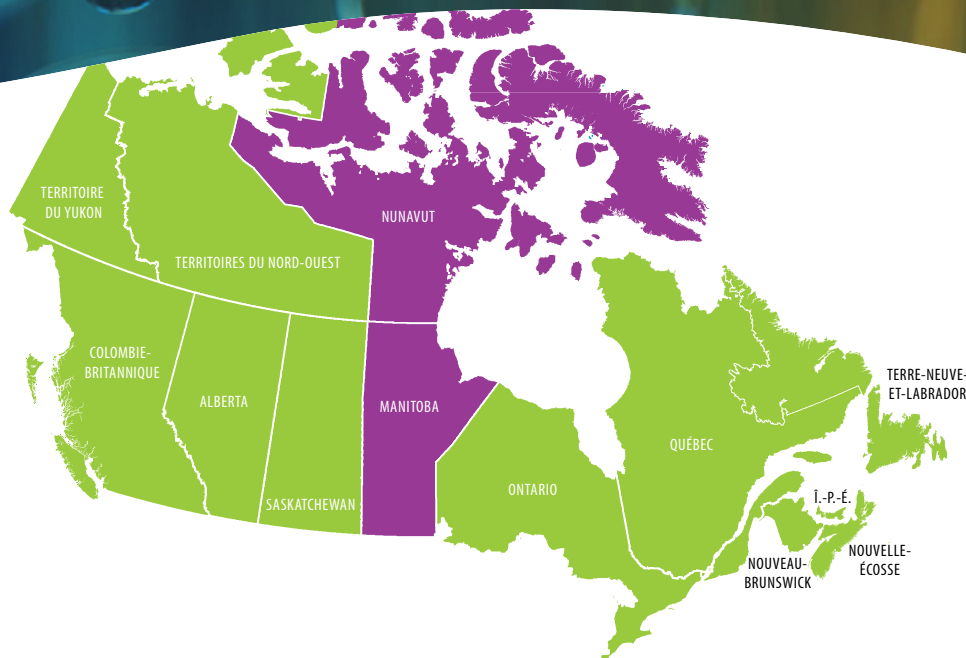 TERRITOIRE
DU YUKON
NUNAVUT
TERRITOIRES DU NORD-OUEST
COLOMBIE-
BRITANNIQUE
ALBERTA
SASKATCHEWAN
MANITOBA
ONTARIO
QUÉBEC
TERRE-NEUVE-
ET-LABRADOR
Î.-P.-É.
NOUVEAU-
BRUNSWICK
NOUVELLE-
ÉCOSSE